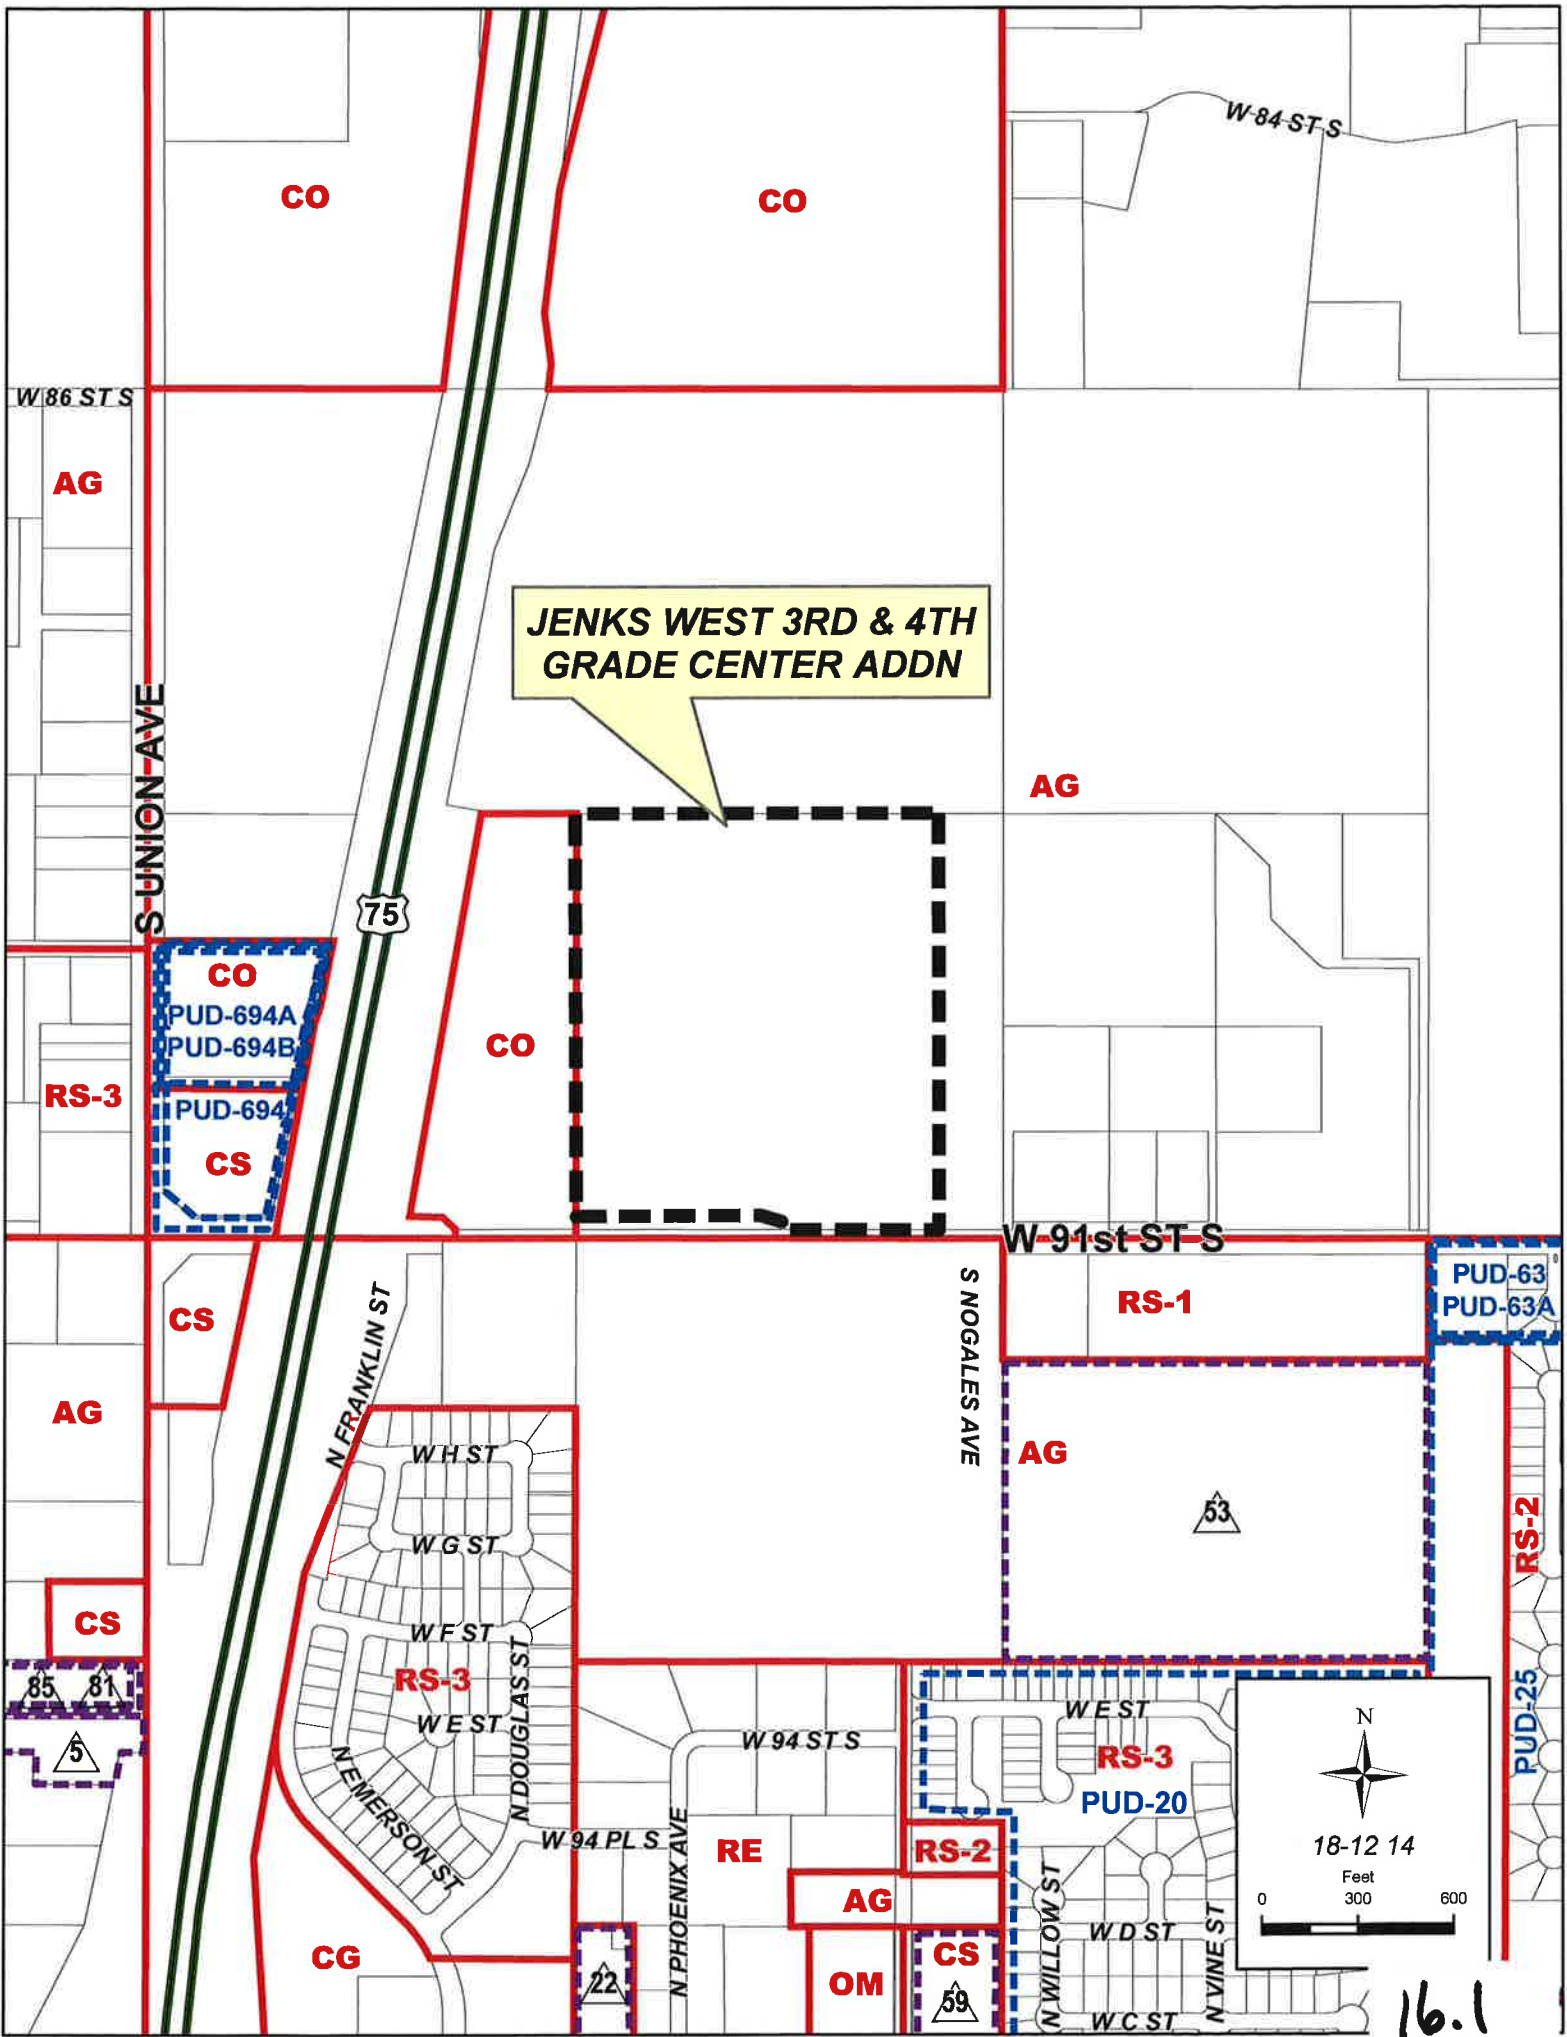 W 84 ST S
CO
CO
W 86 ST S
AG
JENKS WEST 3RD & 4TH
GRADE CENTER ADDN
S UNION AVE
AG
75
CO
PUD-694A
PUD-694B
CO
RS-3
PUD-694
CS
W 91st ST S
PUD-63
PUD-63A
S NOGALES AVE
RS-1
CS
N FRANKLIN ST
AG
W H ST
AG
53
RS-2
W G ST
CS
W F ST
85
81
RS-3
N DOUGLAS ST
W E ST
5
W E ST
W 94 ST S
RS-3
PUD-20
PUD-25
N
18-12 14
Feet
0 300 600
N EMERSON ST
W 94 PL S
N PHOENIX AVE
RE
RS-2
AG
N WILLOW ST
W D ST
N VINE ST
CG
22
OM
CS
59
W C ST
16.1